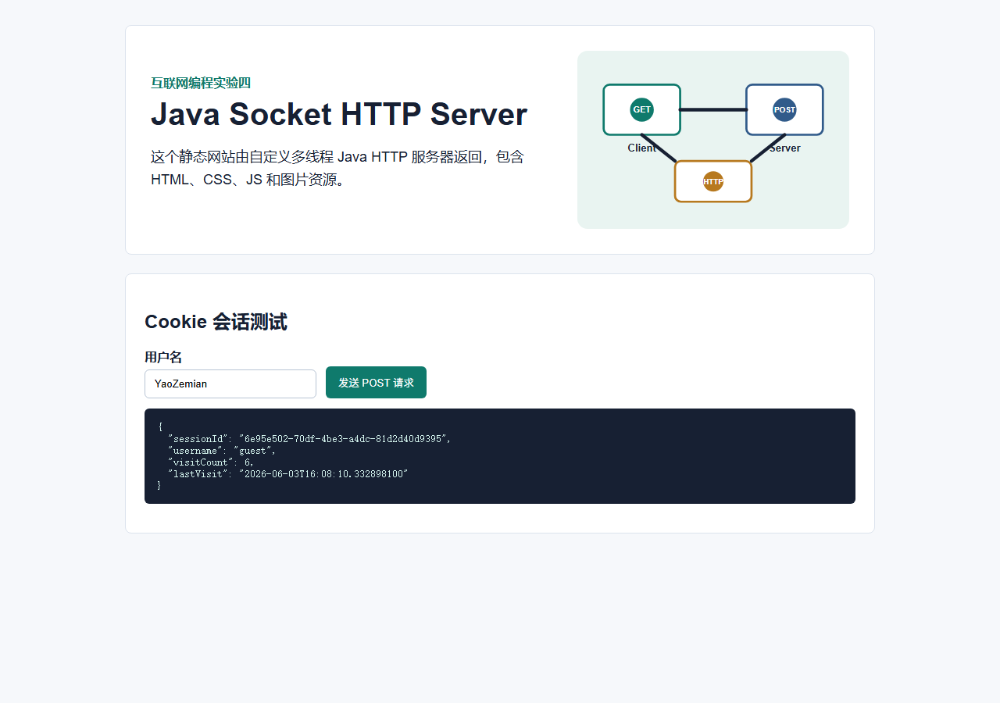 互联网编程实验四
Java Socket HTTP Server
这个静态网站由自定义多线程 Java HTTP 服务器返回，包含
HTML、CSS、JS 和图片资源。
GET
POST
Client
Server
HTTP
Cookie 会话测试
用户名
YaoZemian
发送 POST 请求
{
  "sessionId": "6e95e502-70df-4be3-a4dc-81d2d40d9395",
  "username": "guest",
  "visitCount": 6,
  "lastVisit": "2026-06-03T16:08:10.332898100"
}